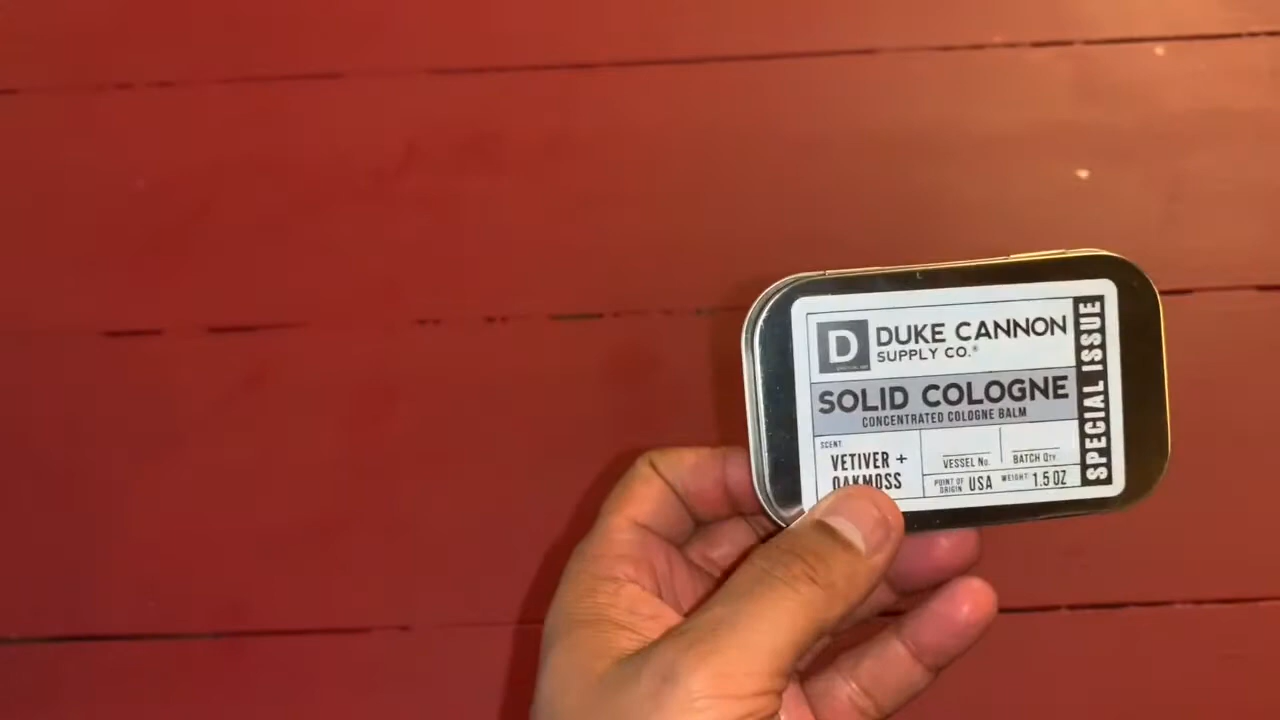 D DUKE CANNON
SUPPLY CO.®
SOLID COLOGNE
CONCENTRATED COLOGNE BALM
SCENT:
VETIVER +
OAKMOSS
VESSEL No.
BATCH QTY.
POINT OF
ORIGIN USA
WEIGHT: 1.5 OZ
SPECIAL ISSUE